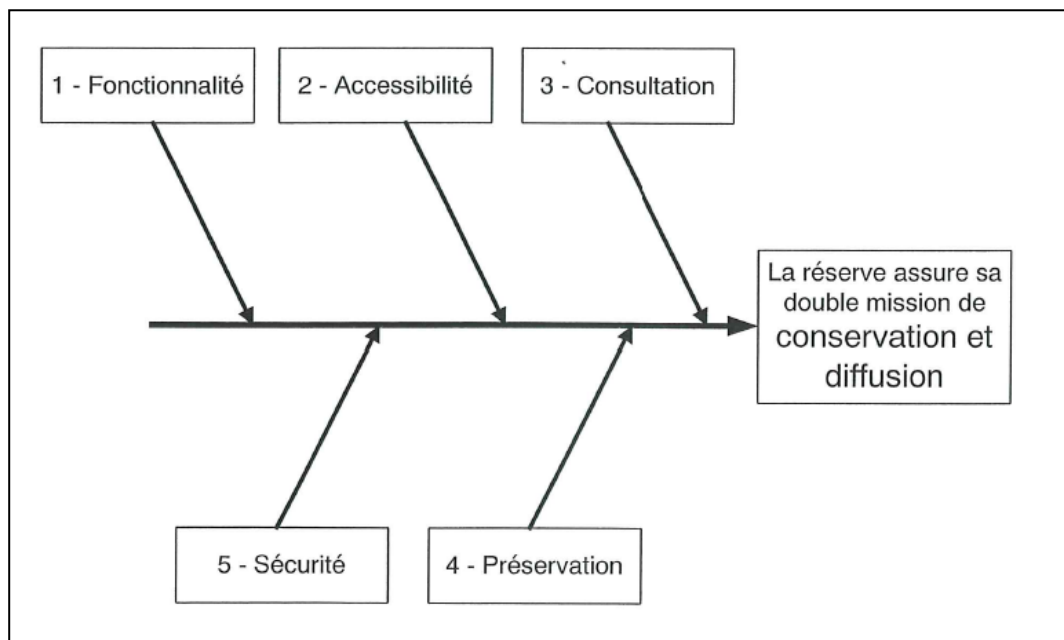 1 - Fonctionnalité
2 - Accessibilité
3 - Consultation
La réserve assure sa
double mission de
conservation et
diffusion
5 - Sécurité
4 - Préservation